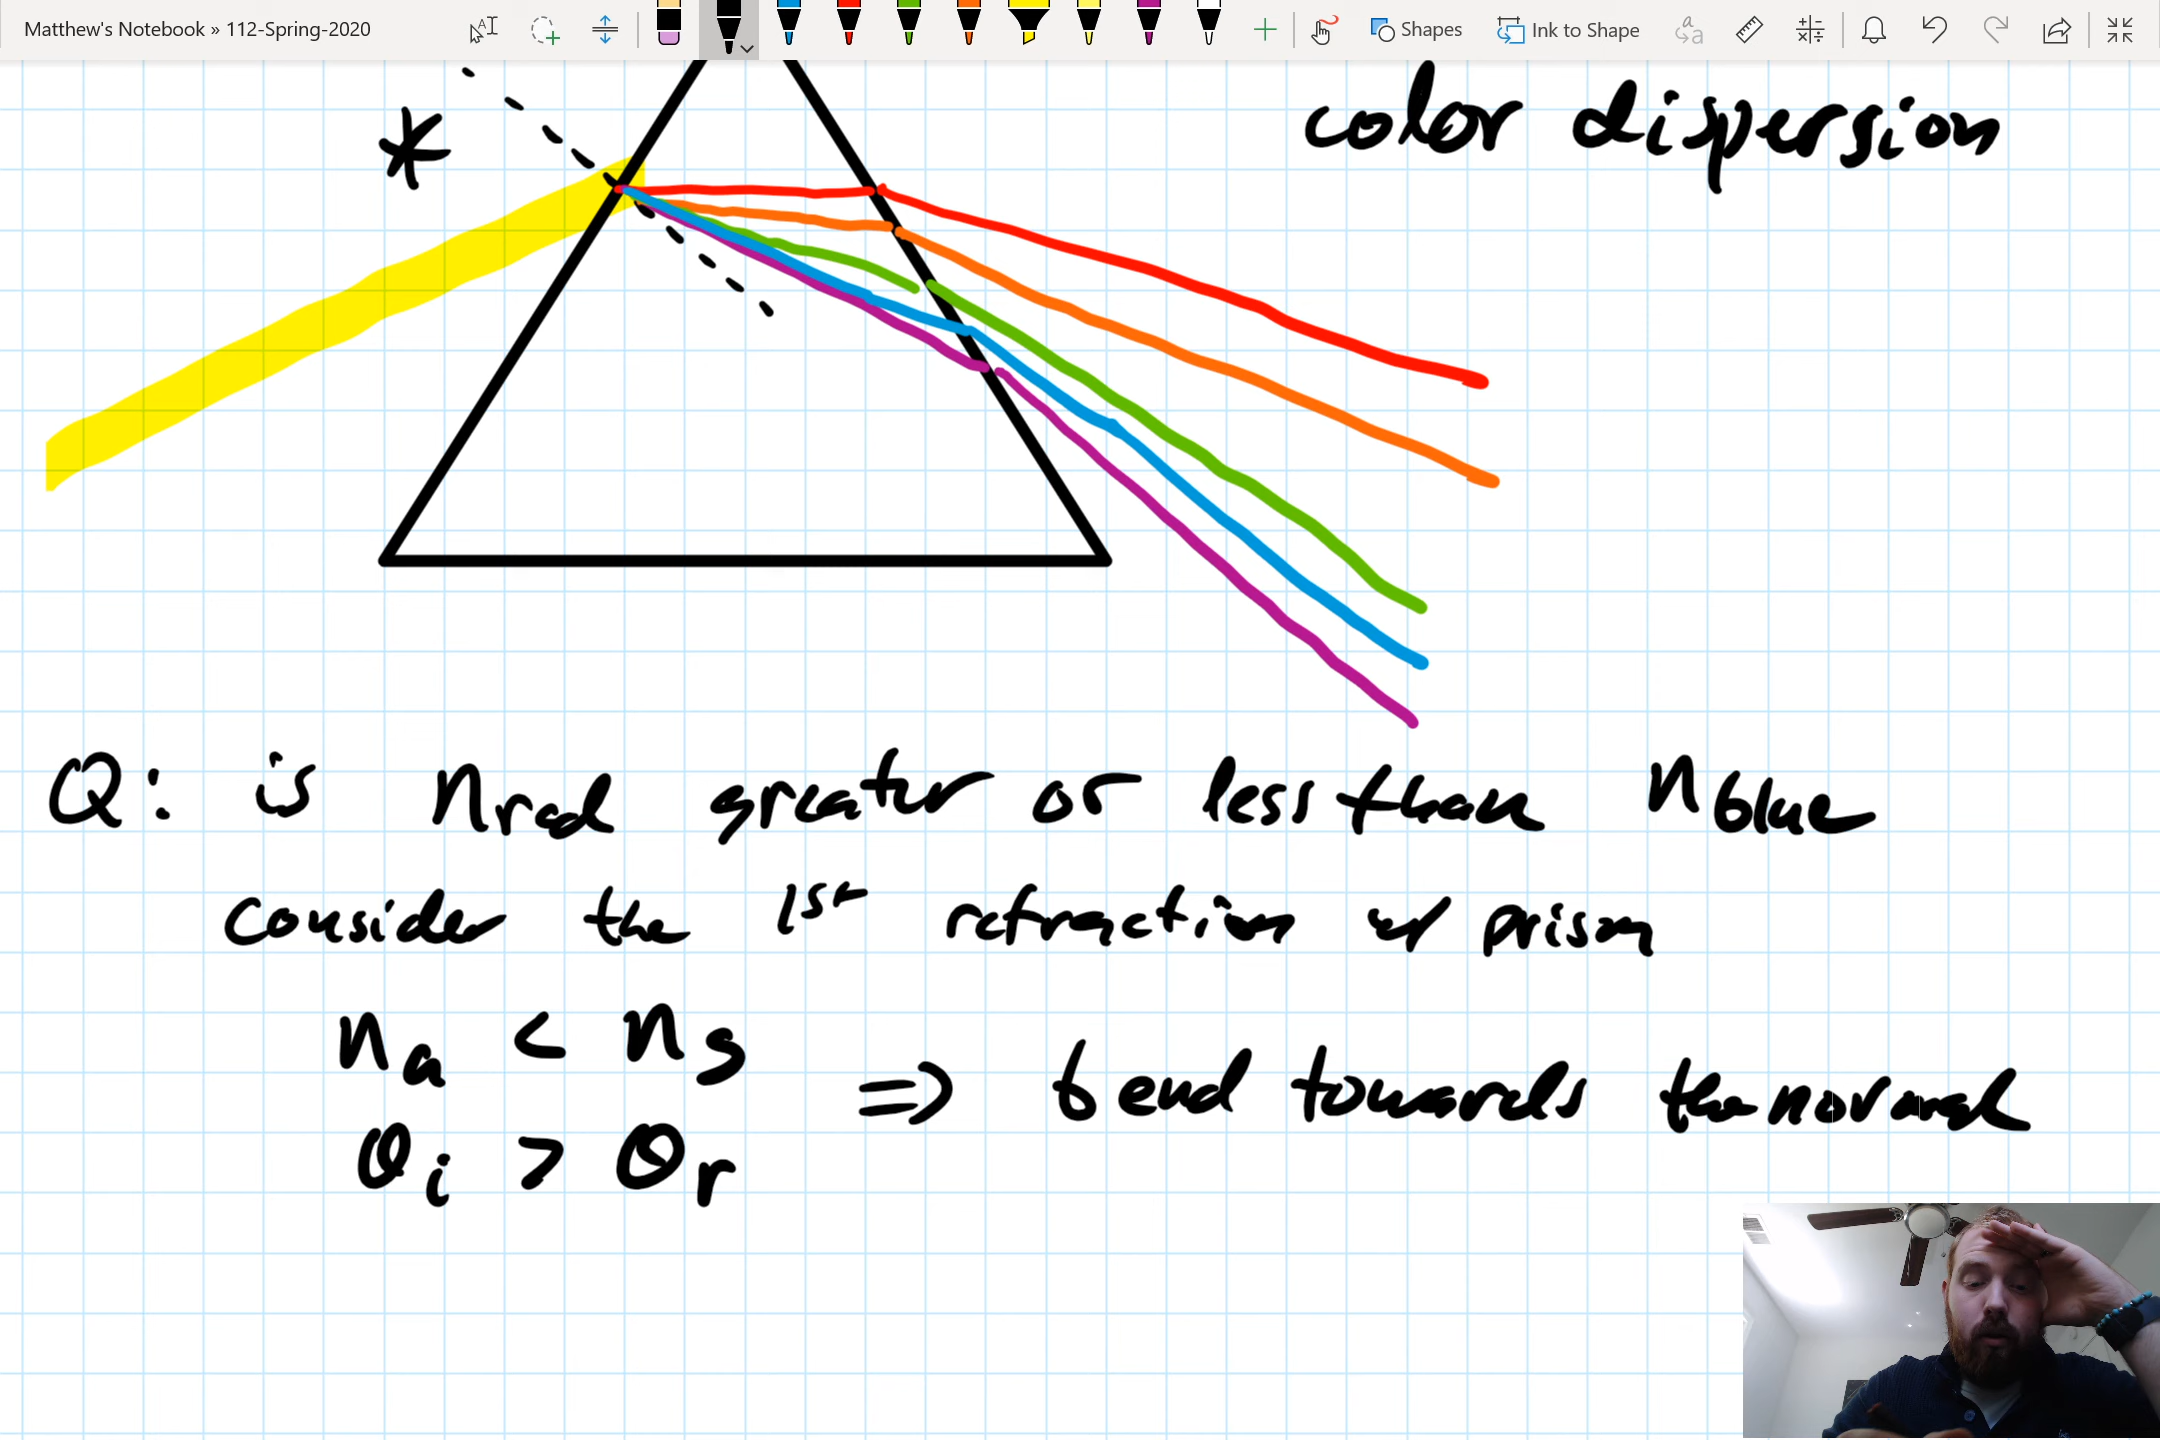 Matthew's Notebook » 112-Spring-2020
Shapes
Ink to Shape
*
color dispersion
Q: is nred greater or less than nblue
consider the 1st refraction w/ prism
na < ns
=> bend towards the normal
θi > θr